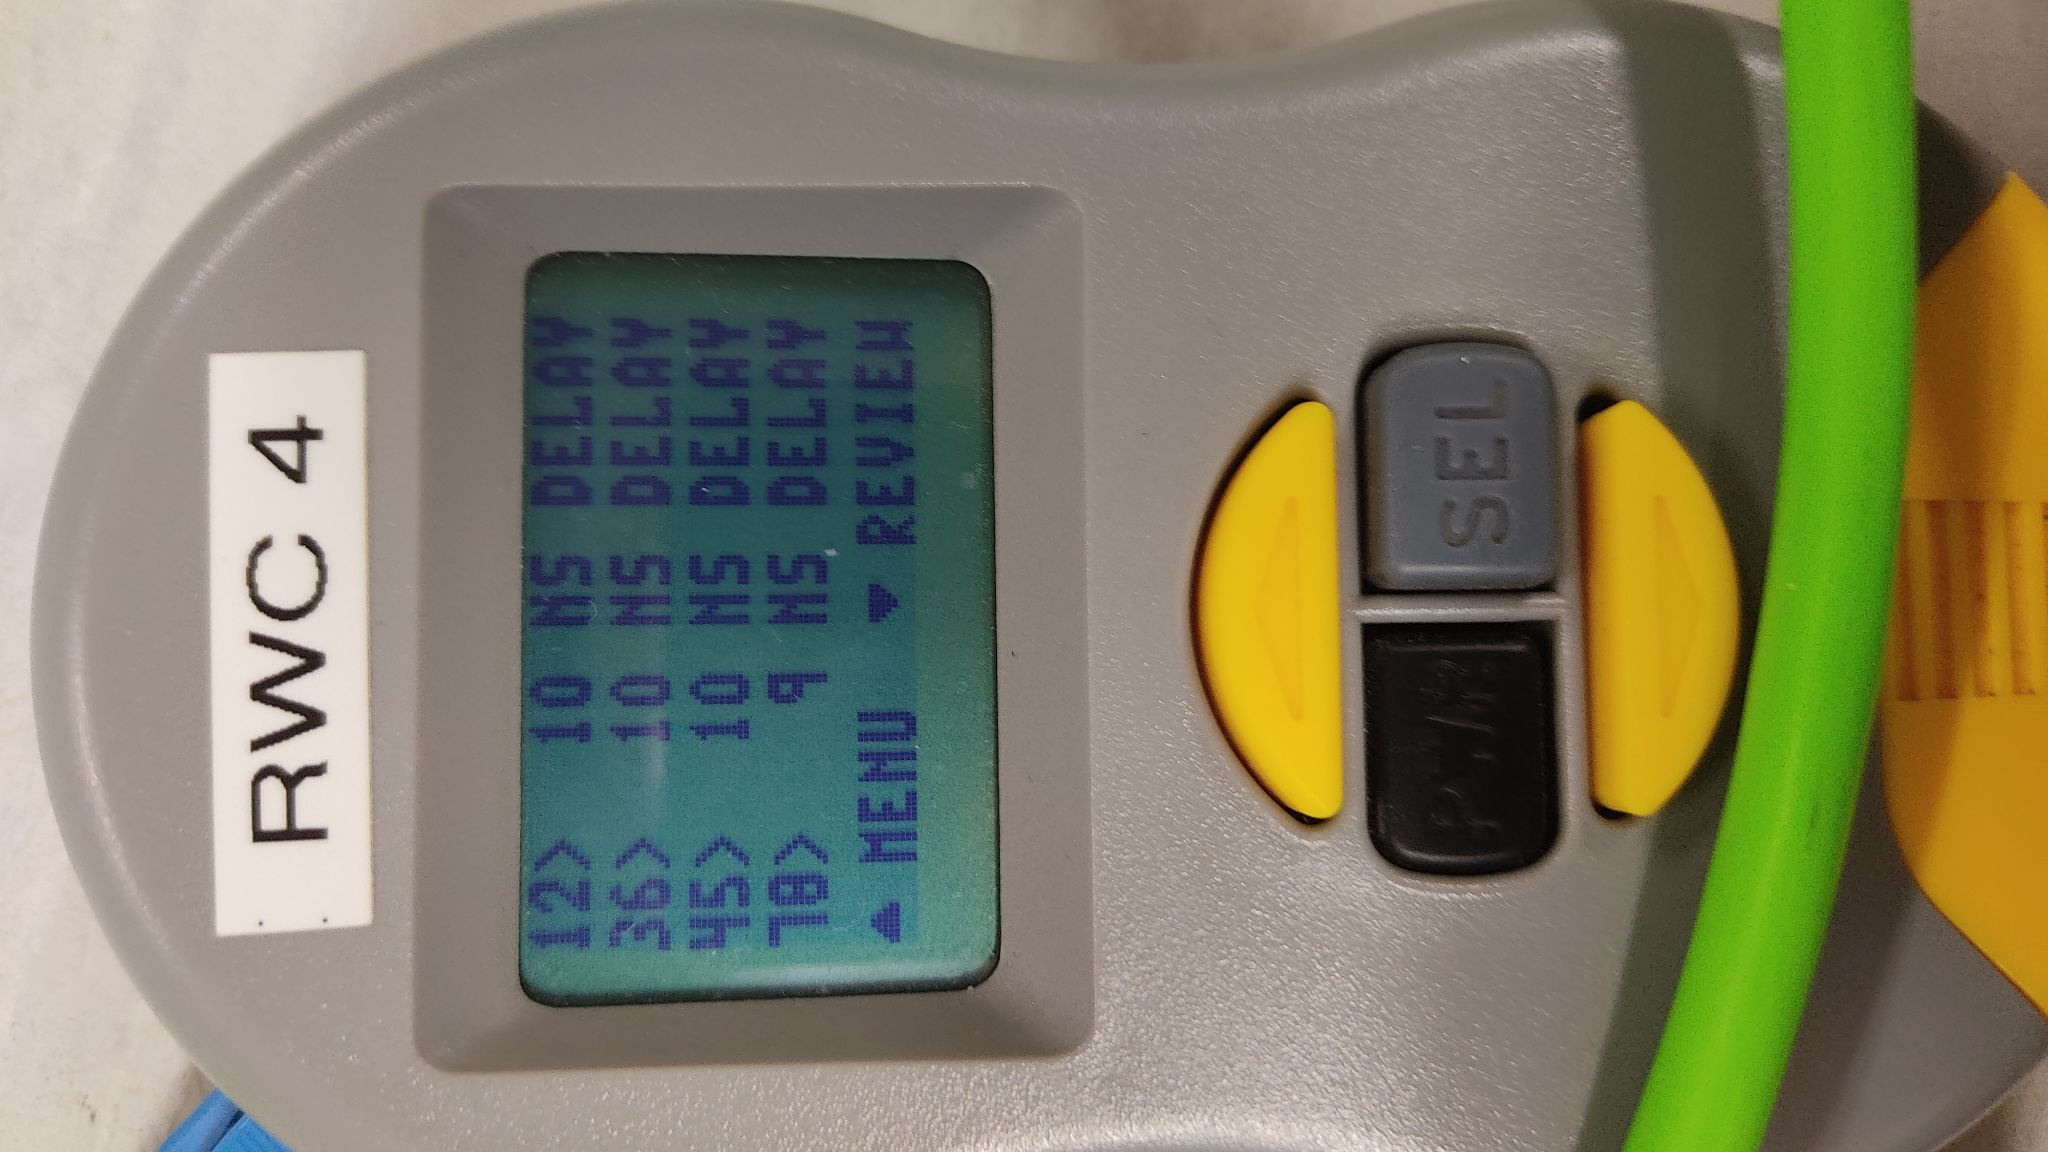 RWC 4
12> 10 NS DELAY
36> 10 NS DELAY
45> 10 NS DELAY
78> 9 NS DELAY
▲ MENU ▼ REVIEW
PWR SEL